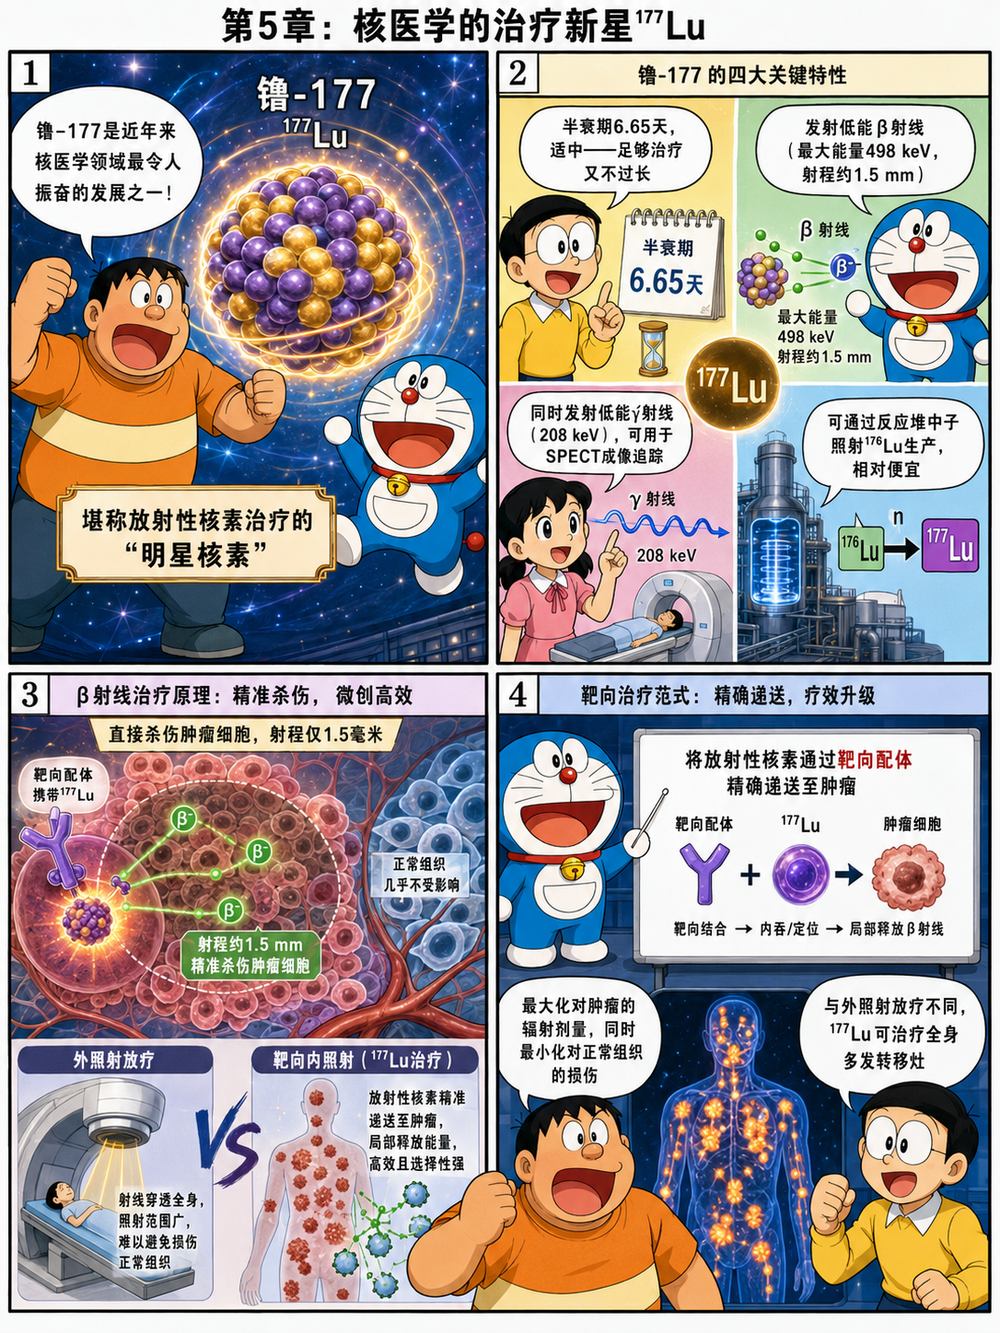 第5章：核医学的治疗新星¹⁷⁷Lu
1
镥-177
¹⁷⁷Lu
镥-177是近年来
核医学领域最令人
振奋的发展之一！
堪称放射性核素治疗的
“明星核素”
2
镥-177 的四大关键特性
半衰期6.65天，
适中——足够治疗
又不过长
半衰期
6.65天
发射低能β射线
（最大能量498 keV，
射程约1.5 mm）
β 射线
β⁻
最大能量
498 keV
射程约1.5 mm
¹⁷⁷Lu
同时发射低能γ射线
（208 keV），可用于
SPECT成像追踪
γ 射线
208 keV
可通过反应堆中子
照射¹⁷⁶Lu生产，
相对便宜
n
¹⁷⁶Lu
¹⁷⁷Lu
3
β射线治疗原理：精准杀伤，微创高效
直接杀伤肿瘤细胞，射程仅1.5毫米
靶向配体
携带¹⁷⁷Lu
β⁻
β⁻
β⁻
正常组织
几乎不受影响
射程约1.5 mm
精准杀伤肿瘤细胞
外照射放疗
射线穿透全身，
照射范围广，
难以避免损伤
正常组织
VS
靶向内照射（¹⁷⁷Lu治疗）
放射性核素精准
递送至肿瘤，
局部释放能量，
高效且选择性强
4
靶向治疗范式：精确递送，疗效升级
将放射性核素通过靶向配体
精确递送至肿瘤
靶向配体 ¹⁷⁷Lu 肿瘤细胞
+ →
靶向结合 → 内吞/定位 → 局部释放β射线
最大化对肿瘤的
辐射剂量，同时
最小化对正常组织
的损伤
与外照射放疗不同，
¹⁷⁷Lu可治疗全身
多发转移灶